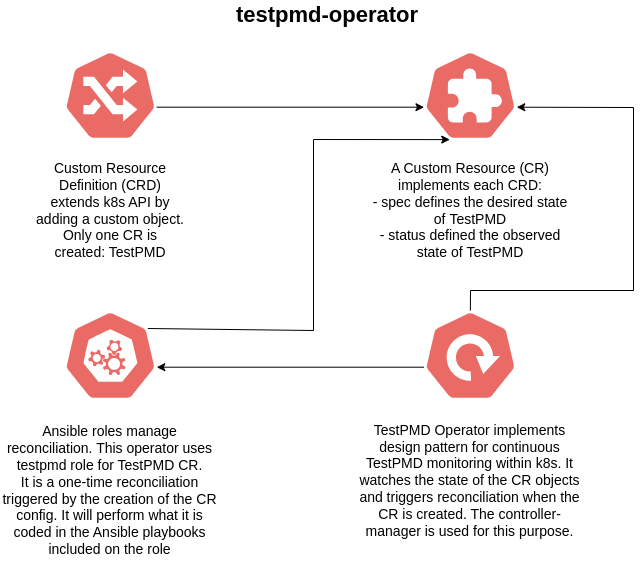 testpmd-operator
Custom Resource
Definition (CRD)
extends k8s API by
adding a custom object.
Only one CR is
created: TestPMD
A Custom Resource (CR)
implements each CRD:
- spec defines the desired state
of TestPMD
- status defined the observed
state of TestPMD
Ansible roles manage
reconciliation. This operator uses
testpmd role for TestPMD CR.
It is a one-time reconciliation
triggered by the creation of the CR
config. It will perform what it is
coded in the Ansible playbooks
included on the role
TestPMD Operator implements
design pattern for continuous
TestPMD monitoring within k8s. It
watches the state of the CR objects
and triggers reconciliation when the
CR is created. The controller-
manager is used for this purpose.